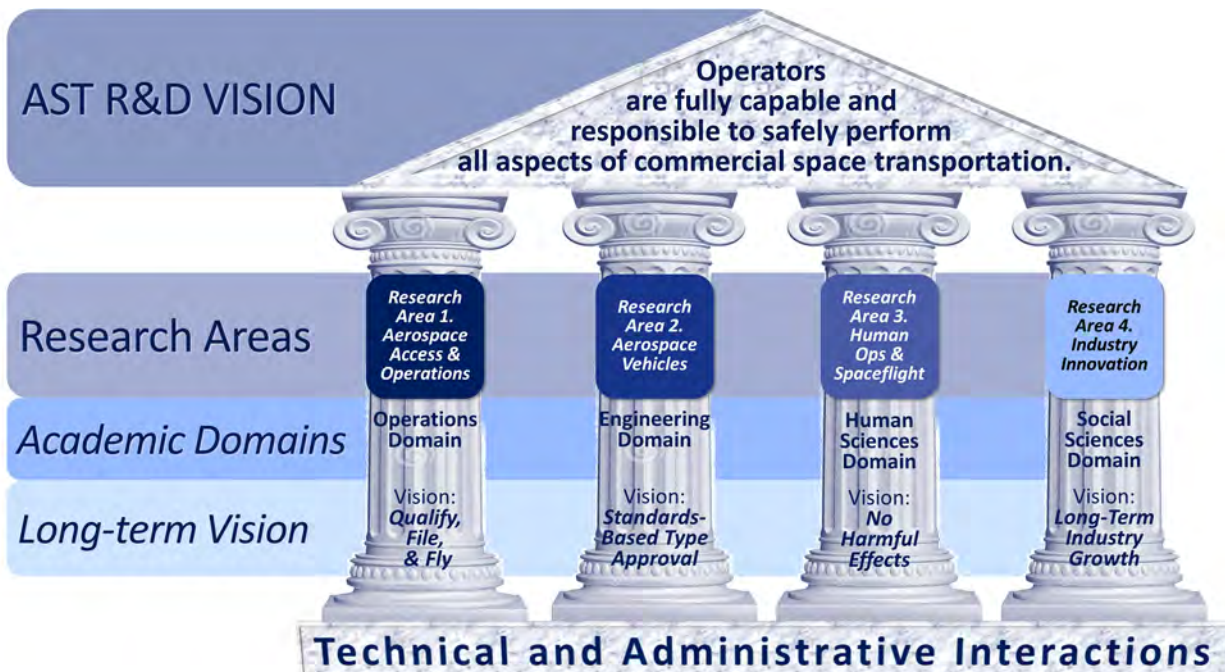 AST R&D VISION
Operators
are fully capable and
responsible to safely perform
all aspects of commercial space transportation.
Research Areas
Research
Area 1.
Aerospace
Access &
Operations
Research
Area 2.
Aerospace
Vehicles
Research
Area 3.
Human
Ops &
Spaceflight
Research
Area 4.
Industry
Innovation
Academic Domains
Operations
Domain
Engineering
Domain
Human
Sciences
Domain
Social
Sciences
Domain
Long-term Vision
Vision:
Qualify,
File,
& Fly
Vision:
Standards-
Based Type
Approval
Vision:
No
Harmful
Effects
Vision:
Long-Term
Industry
Growth
Technical and Administrative Interactions